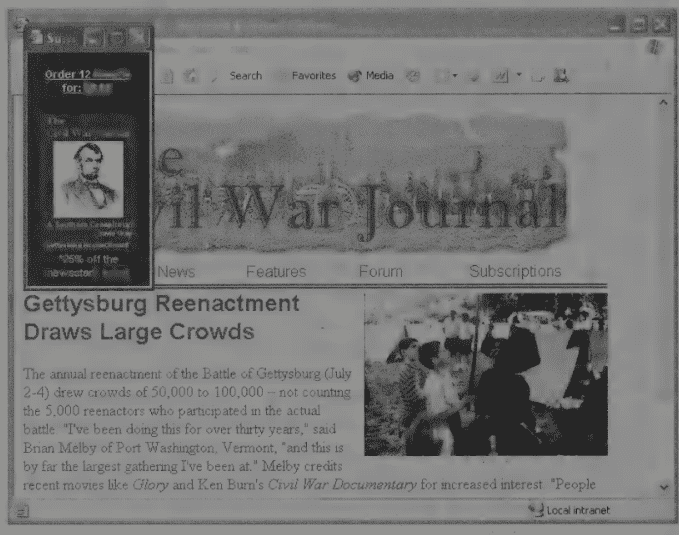 Search Favorites Media
Order 12
for:
The
Civil War Journal
*25% off the
e
vil War Journal
News Features Forum Subscriptions
Gettysburg Reenactment
Draws Large Crowds
The annual reenactment of the Battle of Gettysburg (July
2-4) drew crowds of 50,000 to 100,000 – not counting
the 5,000 reenactors who participated in the actual
battle. "I've been doing this for over thirty years," said
Brian Melby of Port Washington, Vermont, "and this is
by far the largest gathering I've been at." Melby credits
recent movies like Glory and Ken Burn's Civil War Documentary for increased interest. "People
Local intranet